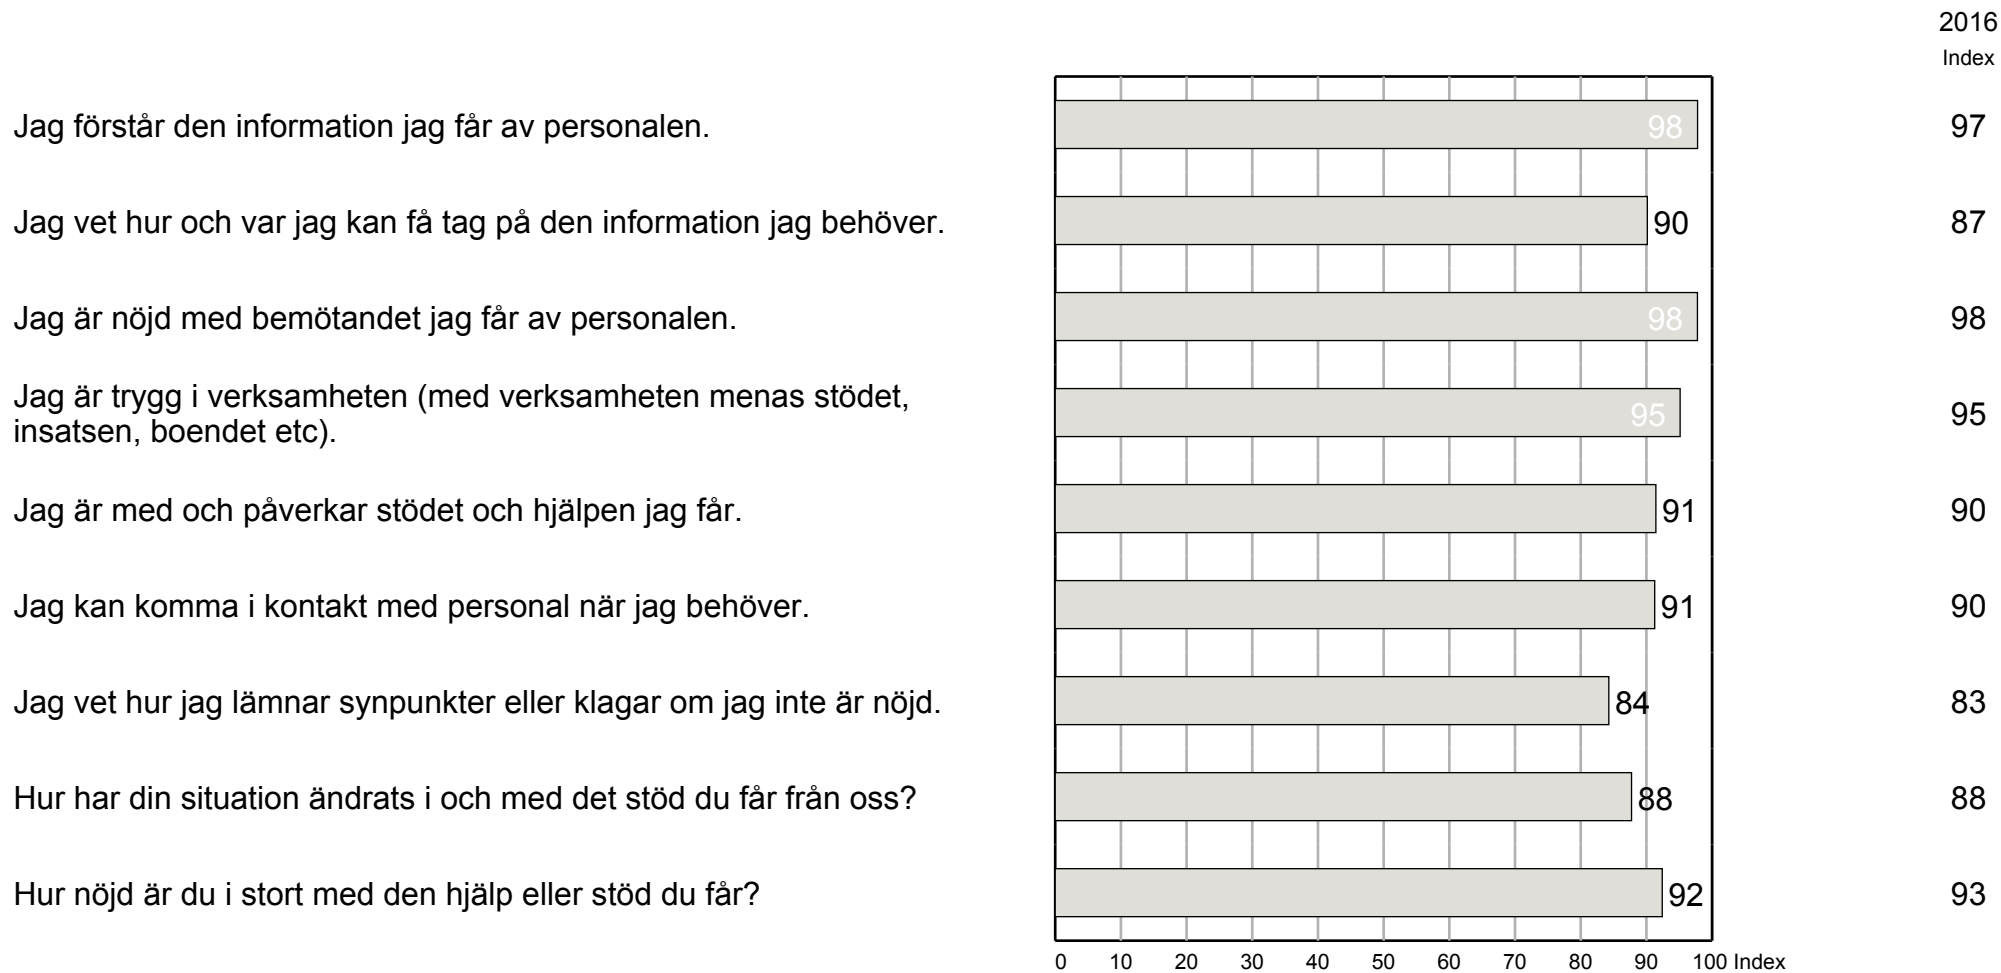 2016
Index
Jag förstår den information jag får av personalen. 98 97
Jag vet hur och var jag kan få tag på den information jag behöver. 90 87
Jag är nöjd med bemötandet jag får av personalen. 98 98
Jag är trygg i verksamheten (med verksamheten menas stödet,
insatsen, boendet etc). 95 95
Jag är med och påverkar stödet och hjälpen jag får. 91 90
Jag kan komma i kontakt med personal när jag behöver. 91 90
Jag vet hur jag lämnar synpunkter eller klagar om jag inte är nöjd. 84 83
Hur har din situation ändrats i och med det stöd du får från oss? 88 88
Hur nöjd är du i stort med den hjälp eller stöd du får? 92 93
0 10 20 30 40 50 60 70 80 90 100 Index